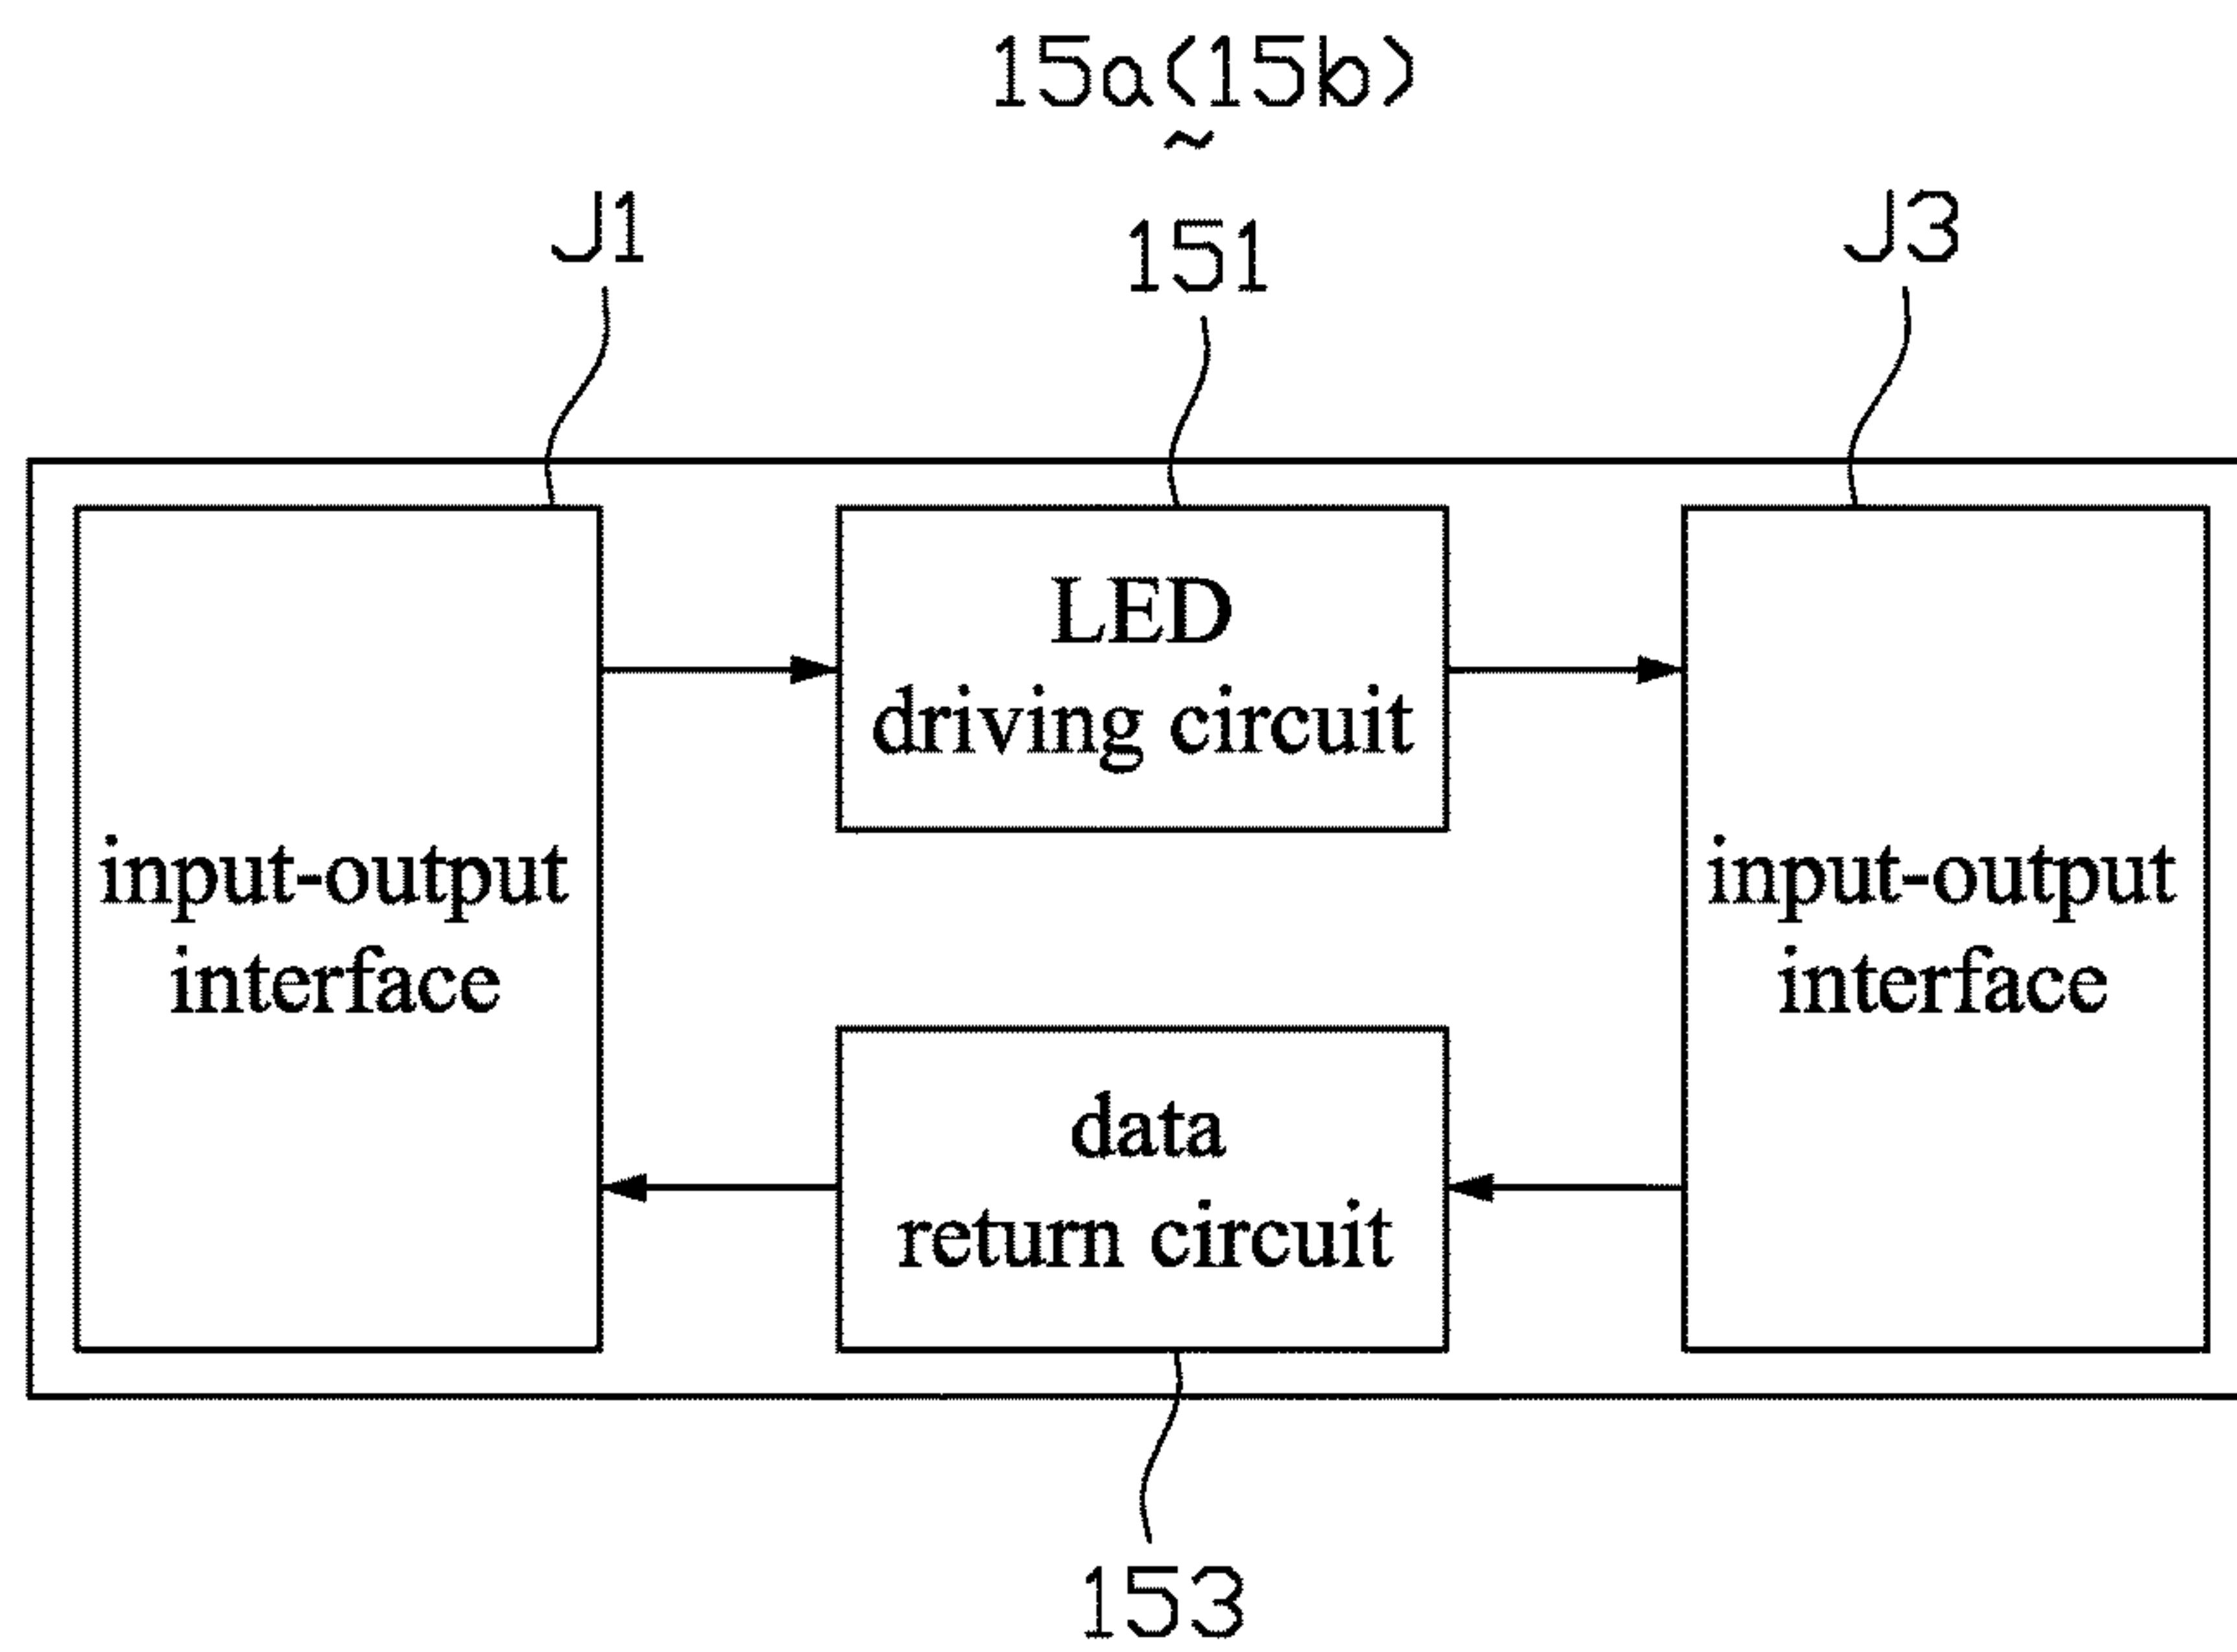 15a(15b)
~
J1
151
J3
input-output
interface
LED
driving circuit
input-output
interface
data
return circuit
153